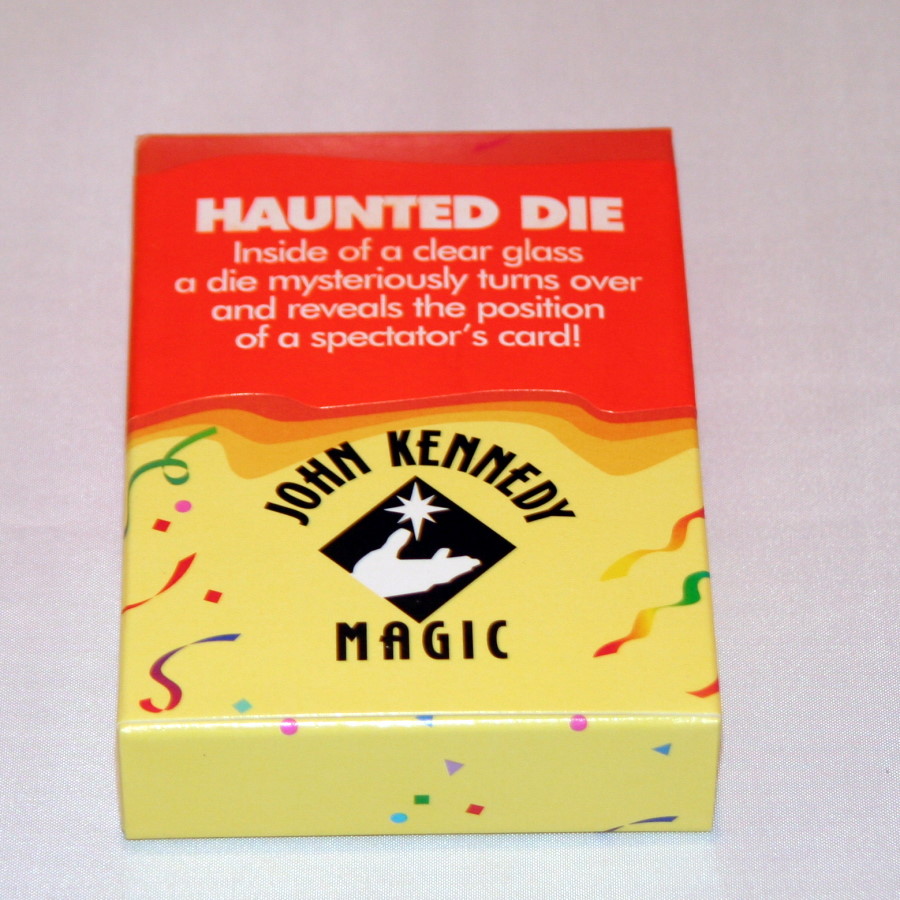 HAUNTED DIE
Inside of a clear glass
a die mysteriously turns over
and reveals the position
of a spectator's card!
JOHN KENNEDY
MAGIC